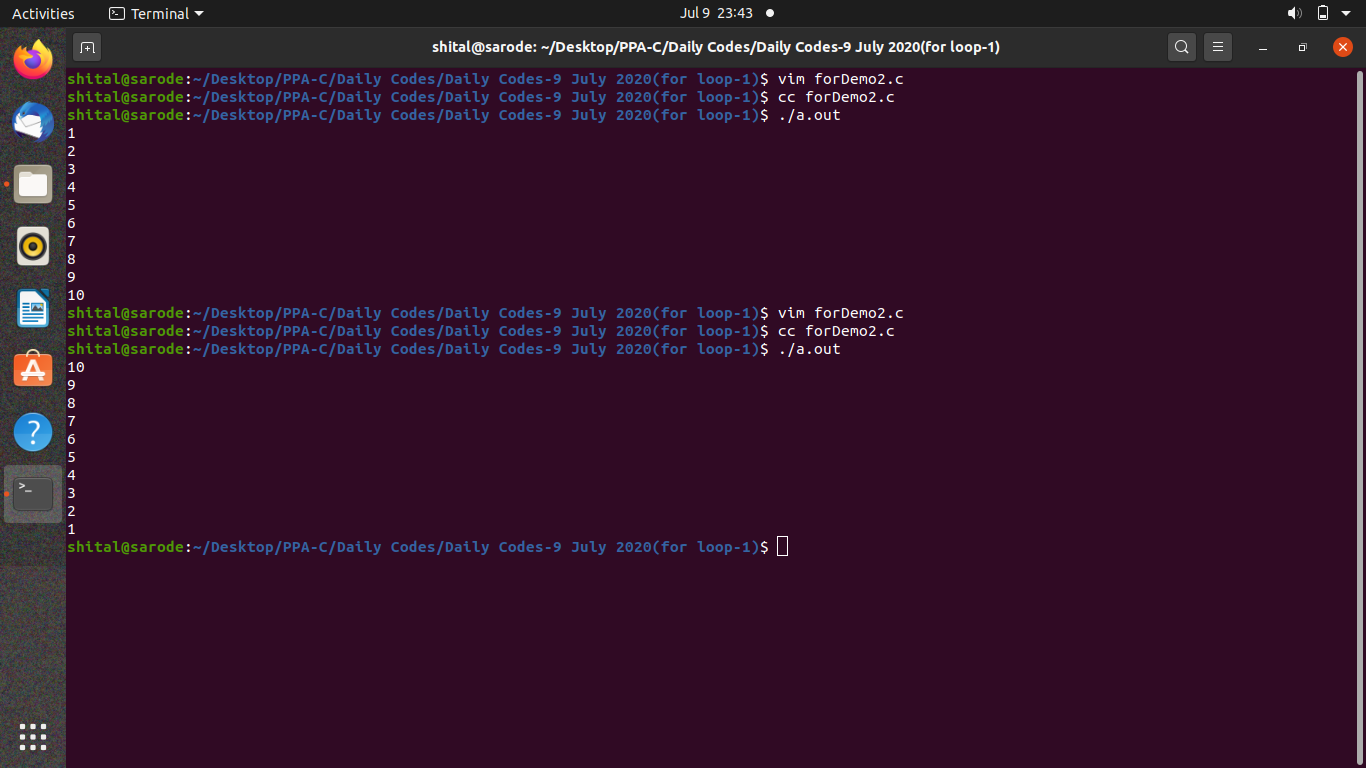 Activities Terminal Jul 9 23:43
shital@sarode: ~/Desktop/PPA-C/Daily Codes/Daily Codes-9 July 2020(for loop-1)
shital@sarode:~/Desktop/PPA-C/Daily Codes/Daily Codes-9 July 2020(for loop-1)$ vim forDemo2.c
shital@sarode:~/Desktop/PPA-C/Daily Codes/Daily Codes-9 July 2020(for loop-1)$ cc forDemo2.c
shital@sarode:~/Desktop/PPA-C/Daily Codes/Daily Codes-9 July 2020(for loop-1)$ ./a.out
1
2
3
4
5
6
7
8
9
10
shital@sarode:~/Desktop/PPA-C/Daily Codes/Daily Codes-9 July 2020(for loop-1)$ vim forDemo2.c
shital@sarode:~/Desktop/PPA-C/Daily Codes/Daily Codes-9 July 2020(for loop-1)$ cc forDemo2.c
shital@sarode:~/Desktop/PPA-C/Daily Codes/Daily Codes-9 July 2020(for loop-1)$ ./a.out
10
9
8
7
6
5
4
3
2
1
shital@sarode:~/Desktop/PPA-C/Daily Codes/Daily Codes-9 July 2020(for loop-1)$